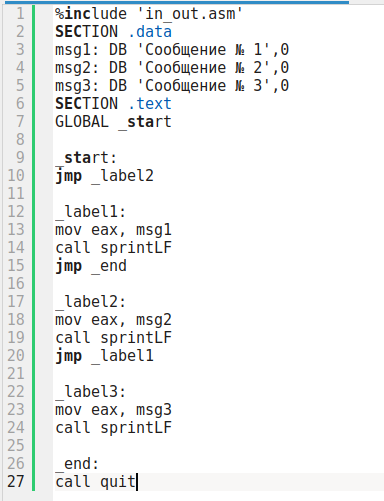 1 %include 'in_out.asm'
2 SECTION .data
3 msg1: DB 'Сообщение № 1',0
4 msg2: DB 'Сообщение № 2',0
5 msg3: DB 'Сообщение № 3',0
6 SECTION .text
7 GLOBAL _start
8
9 _start:
10 jmp _label2
11
12 _label1:
13 mov eax, msg1
14 call sprintLF
15 jmp _end
16
17 _label2:
18 mov eax, msg2
19 call sprintLF
20 jmp _label1
21
22 _label3:
23 mov eax, msg3
24 call sprintLF
25
26 _end:
27 call quit